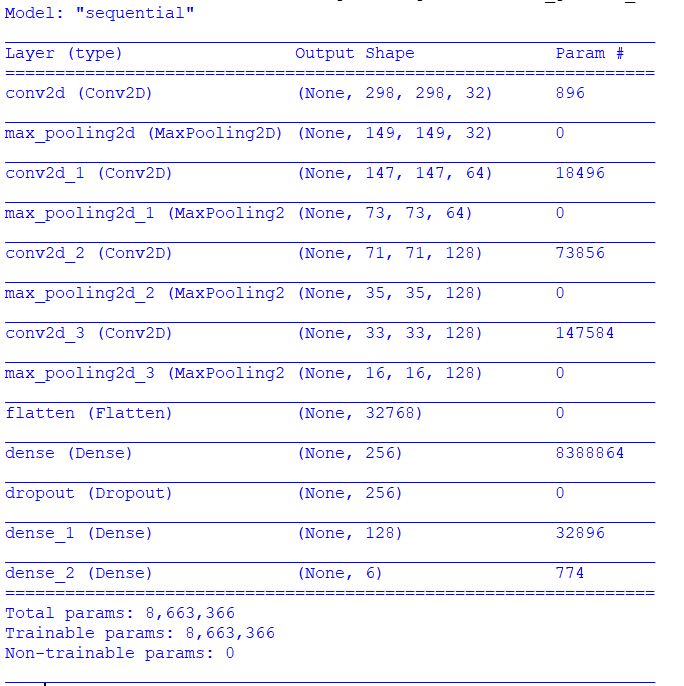 Model: "sequential"
Layer (type) Output Shape Param #
conv2d (Conv2D) (None, 298, 298, 32) 896
max_pooling2d (MaxPooling2D) (None, 149, 149, 32) 0
conv2d_1 (Conv2D) (None, 147, 147, 64) 18496
max_pooling2d_1 (MaxPooling2 (None, 73, 73, 64) 0
conv2d_2 (Conv2D) (None, 71, 71, 128) 73856
max_pooling2d_2 (MaxPooling2 (None, 35, 35, 128) 0
conv2d_3 (Conv2D) (None, 33, 33, 128) 147584
max_pooling2d_3 (MaxPooling2 (None, 16, 16, 128) 0
flatten (Flatten) (None, 32768) 0
dense (Dense) (None, 256) 8388864
dropout (Dropout) (None, 256) 0
dense_1 (Dense) (None, 128) 32896
dense_2 (Dense) (None, 6) 774
Total params: 8,663,366
Trainable params: 8,663,366
Non-trainable params: 0